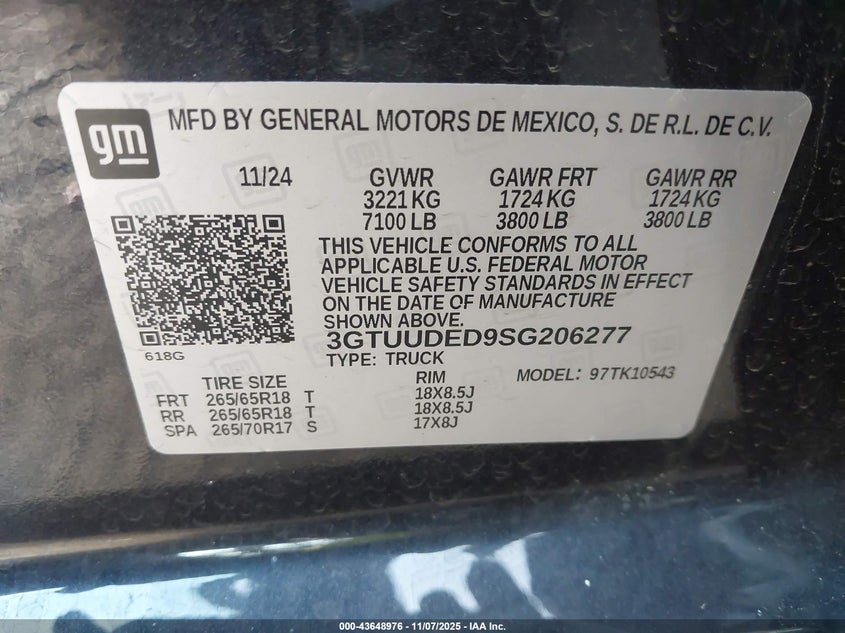 gm
MFD BY GENERAL MOTORS DE MEXICO, S. DE R.L. DE C.V.
11/24 GVWR GAWR FRT GAWR RR
3221 KG 1724 KG 1724 KG
7100 LB 3800 LB 3800 LB
THIS VEHICLE CONFORMS TO ALL
APPLICABLE U.S. FEDERAL MOTOR
VEHICLE SAFETY STANDARDS IN EFFECT
ON THE DATE OF MANUFACTURE
SHOWN ABOVE.
3GTUUDED9SG206277
618G
TYPE: TRUCK
MODEL: 97TK10543
TIRE SIZE RIM
FRT 265/65R18 T 18X8.5J
RR 265/65R18 T 18X8.5J
SPA 265/70R17 S 17X8J
000-43648976 — 11/07/2025 — IAA Inc.